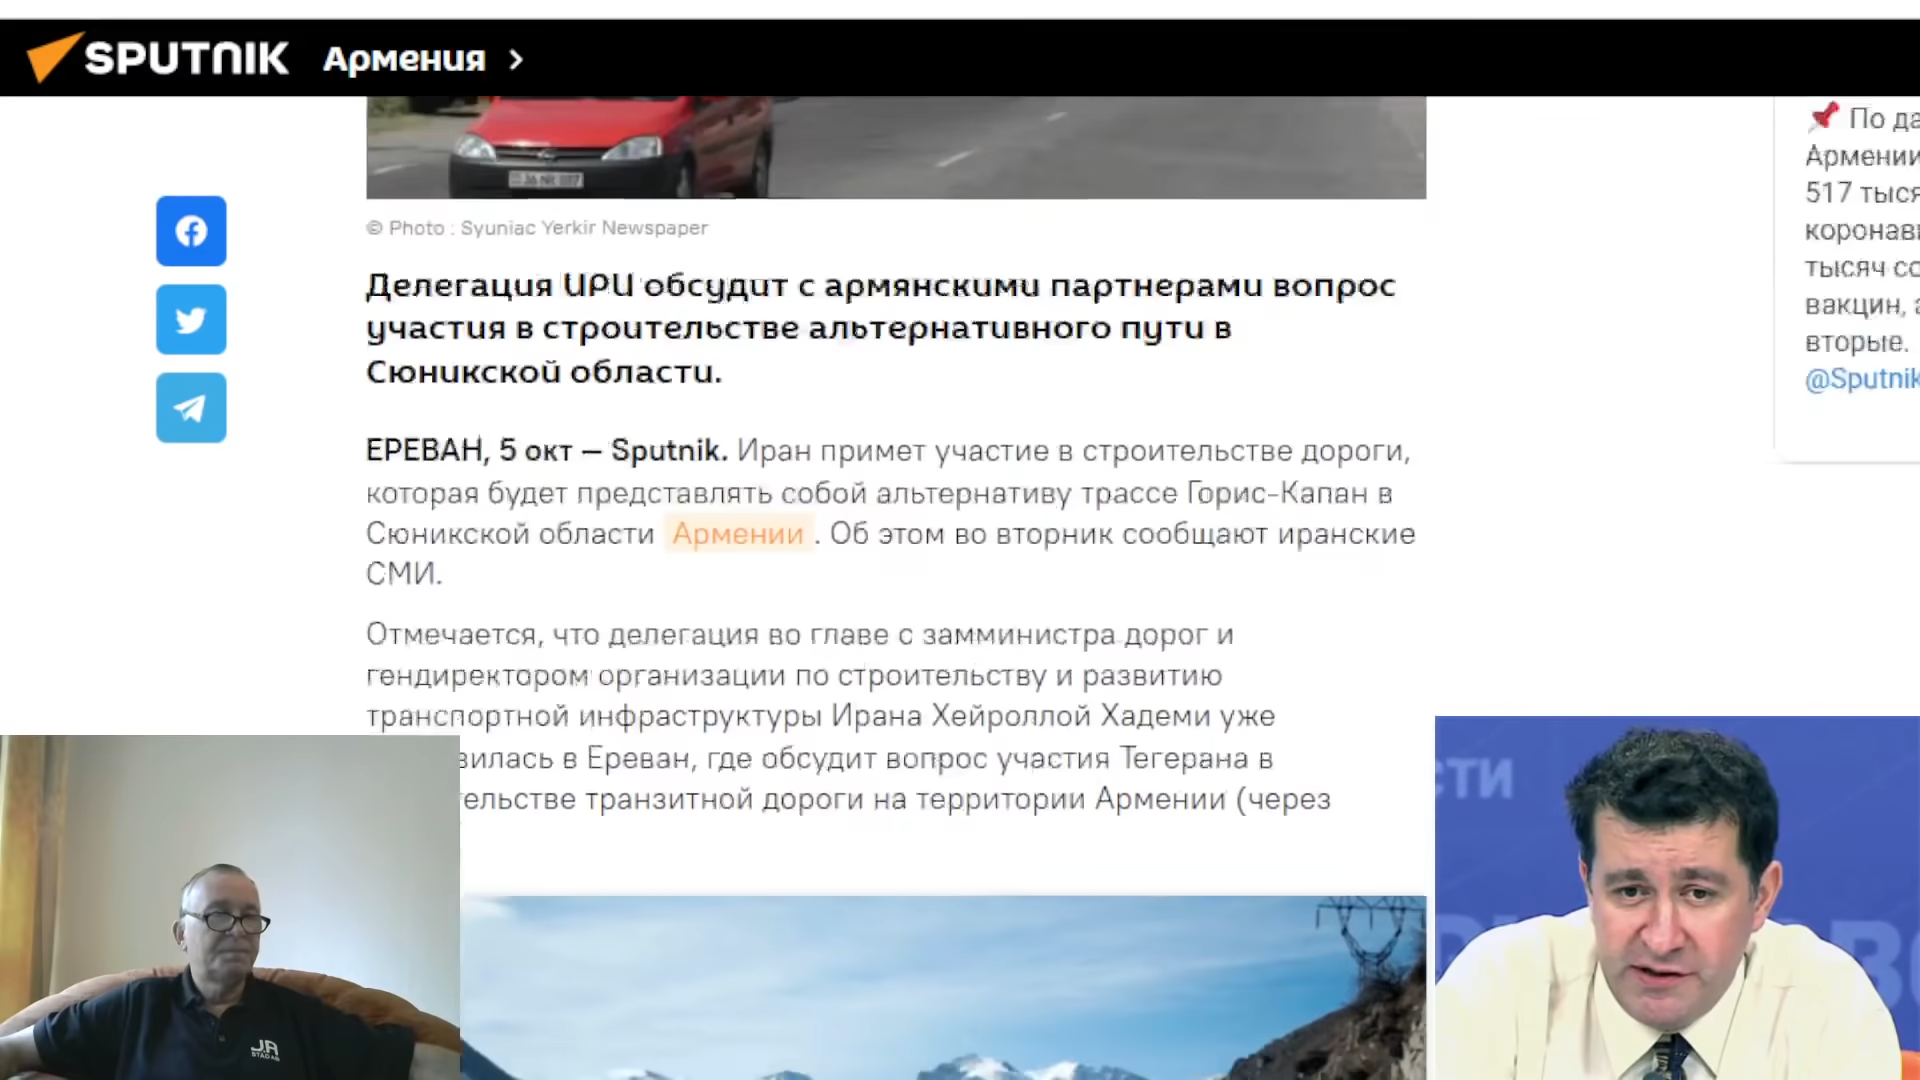 SPUTNIK Армения
© Photo : Syuniac Yerkir Newspaper
Делегация ИРИ обсудит с армянскими партнерами вопрос
участия в строительстве альтернативного пути в
Сюникской области.
ЕРЕВАН, 5 окт — Sputnik. Иран примет участие в строительстве дороги,
которая будет представлять собой альтернативу трассе Горис-Капан в
Сюникской области Армении . Об этом во вторник сообщают иранские
СМИ.
Отмечается, что делегация во главе с замминистра дорог и
гендиректором организации по строительству и развитию
транспортной инфраструктуры Ирана Хейроллой Хадеми уже
вилась в Ереван, где обсудит вопрос участия Тегерана в
тельстве транзитной дороги на территории Армении (через
По да
Армении
517 тыся
коронави
тысяч со
вакцин, а
вторые.
@Sputnik
сти
JA